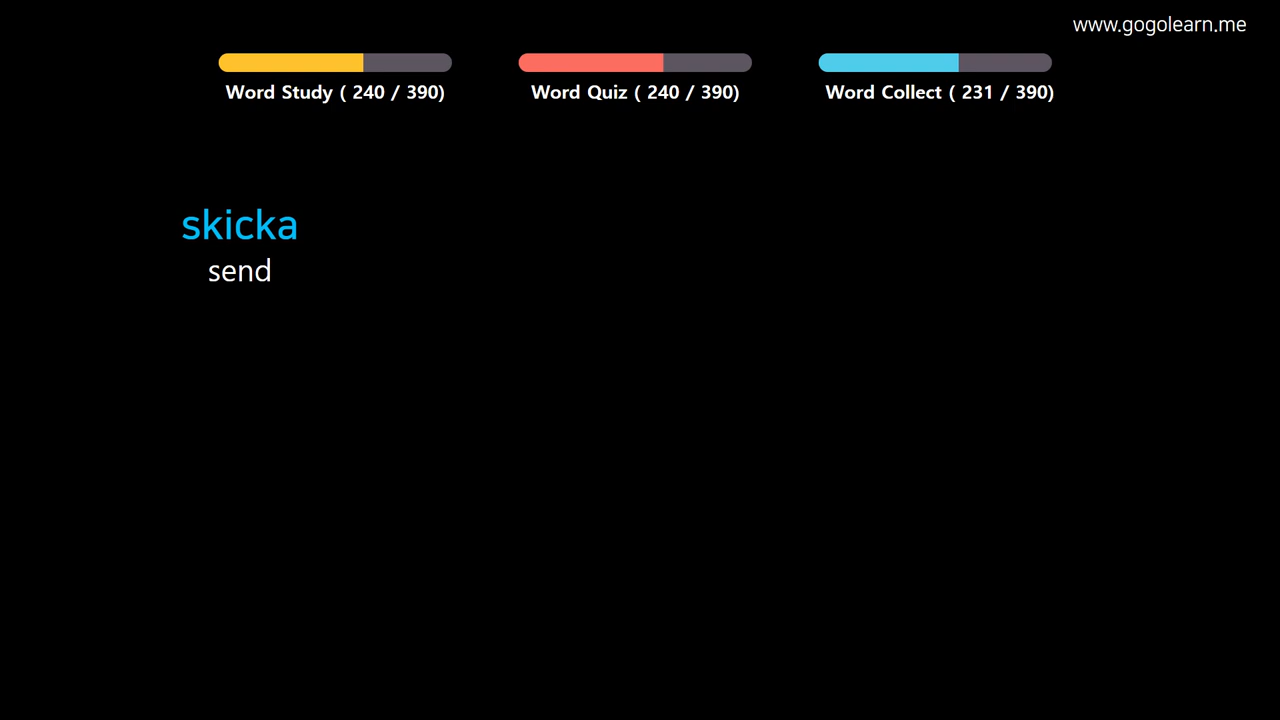 www.gogolearn.me
Word Study ( 240 / 390)
Word Quiz ( 240 / 390)
Word Collect ( 231 / 390)
skicka
send